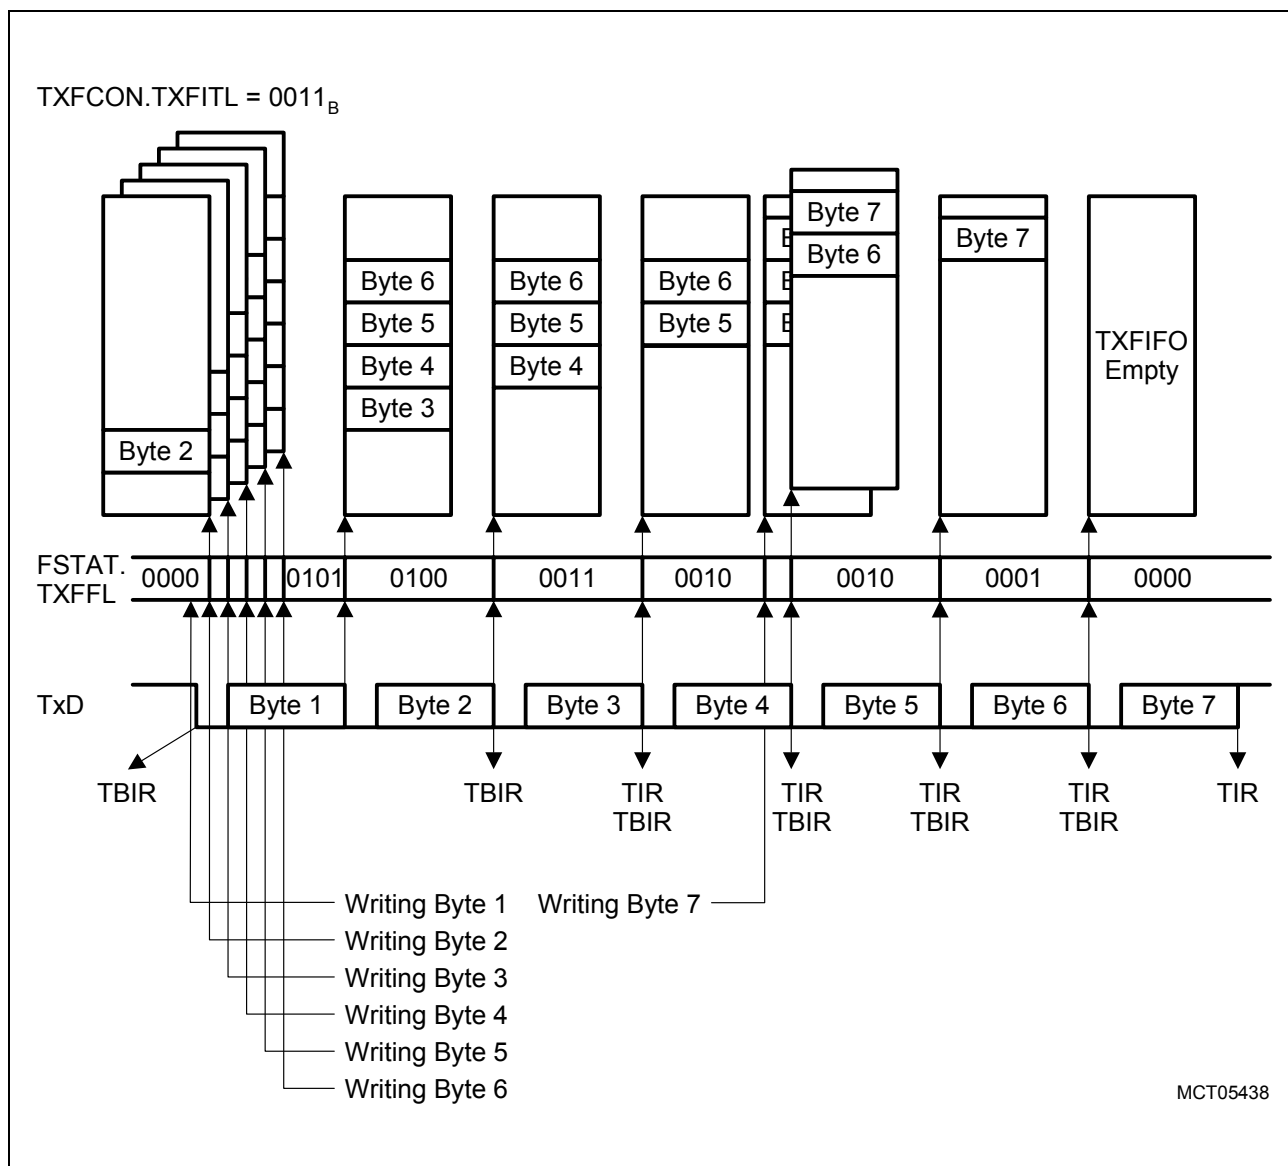 TXFCON.TXFITL = 0011B
Byte 7
Byte 6
Byte 7
Byte 6 Byte 6 Byte 6
Byte 5 Byte 5 Byte 5
Byte 4 Byte 4
Byte 3
Byte 2
TXFIFO
Empty
FSTAT.
TXFFL
0000 0101 0100 0011 0010 0010 0001 0000
TxD Byte 1 Byte 2 Byte 3 Byte 4 Byte 5 Byte 6 Byte 7
TBIR TBIR TIR TIR TIR TIR TIR
TBIR TBIR TBIR TBIR
Writing Byte 1 Writing Byte 7
Writing Byte 2
Writing Byte 3
Writing Byte 4
Writing Byte 5
Writing Byte 6
MCT05438